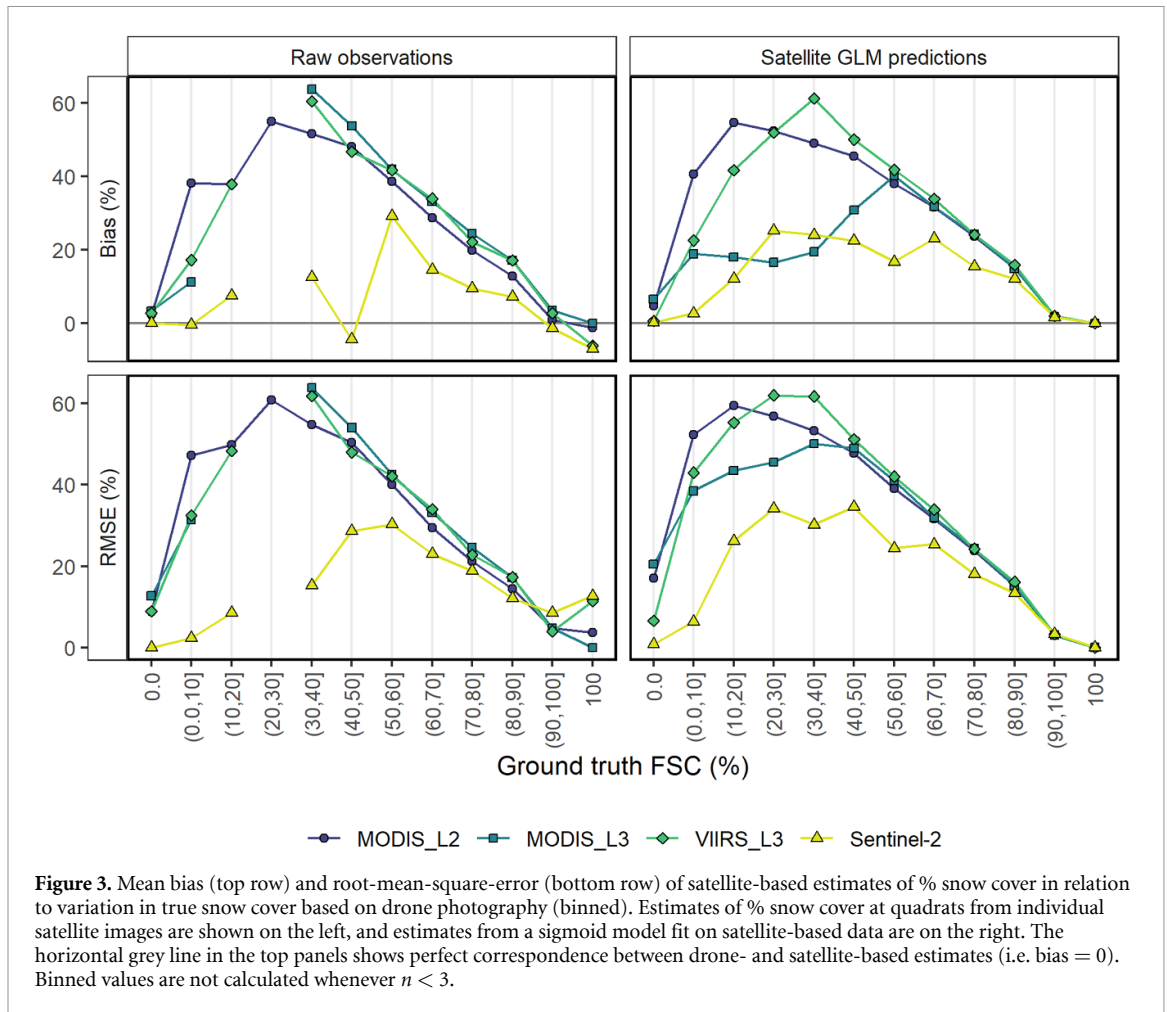 Raw observations
Satellite GLM predictions
Bias (%)
60
40
20
0
RMSE (%)
60
40
20
0
0.0
(0.0,10]
(10,20]
(20,30]
(30,40]
(40,50]
(50,60]
(60,70]
(70,80]
(80,90]
(90,100]
100
0.0
(0.0,10]
(10,20]
(20,30]
(30,40]
(40,50]
(50,60]
(60,70]
(70,80]
(80,90]
(90,100]
100
Ground truth FSC (%)
MODIS_L2 MODIS_L3 VIIRS_L3 Sentinel-2
Figure 3. Mean bias (top row) and root-mean-square-error (bottom row) of satellite-based estimates of % snow cover in relation
to variation in true snow cover based on drone photography (binned). Estimates of % snow cover at quadrats from individual
satellite images are shown on the left, and estimates from a sigmoid model fit on satellite-based data are on the right. The
horizontal grey line in the top panels shows perfect correspondence between drone- and satellite-based estimates (i.e. bias = 0).
Binned values are not calculated whenever n < 3.